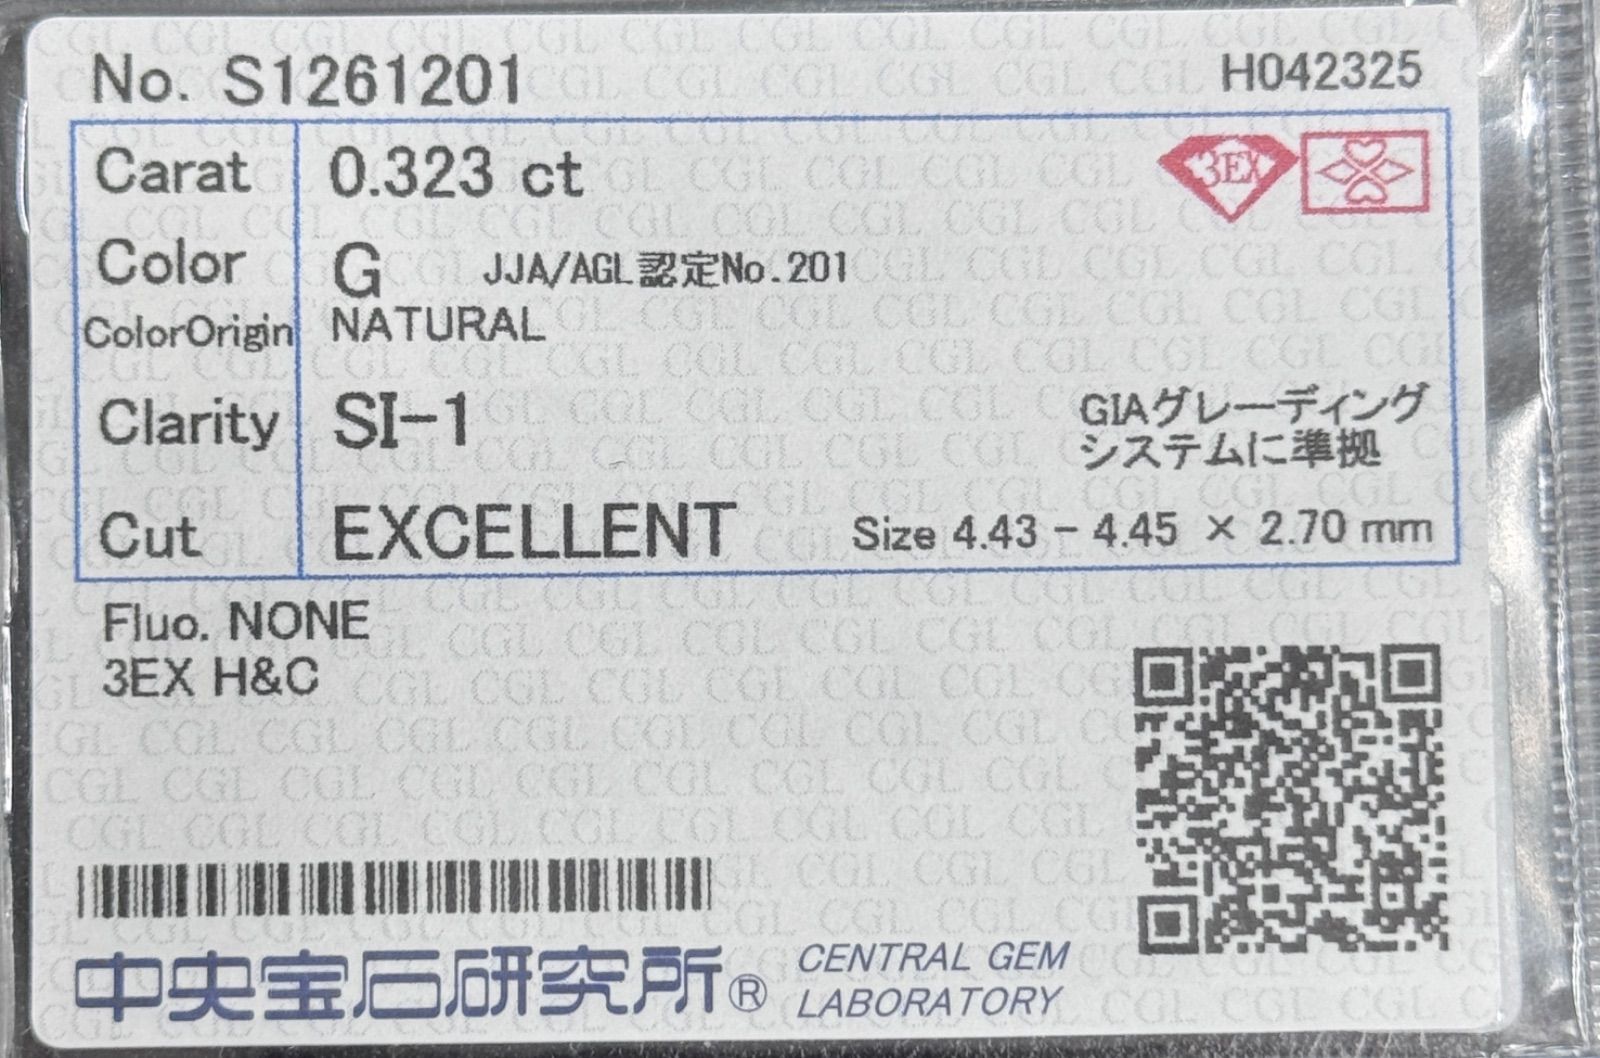 No. S1261201 H042325
Carat 0.323 ct 3EX
Color G JJA/AGL認定No.201
ColorOrigin NATURAL
Clarity SI-1 GIAグレーディング
システムに準拠
Cut EXCELLENT Size 4.43 - 4.45 × 2.70 mm
Fluo. NONE
3EX H&C
中央宝石研究所® CENTRAL GEM
LABORATORY